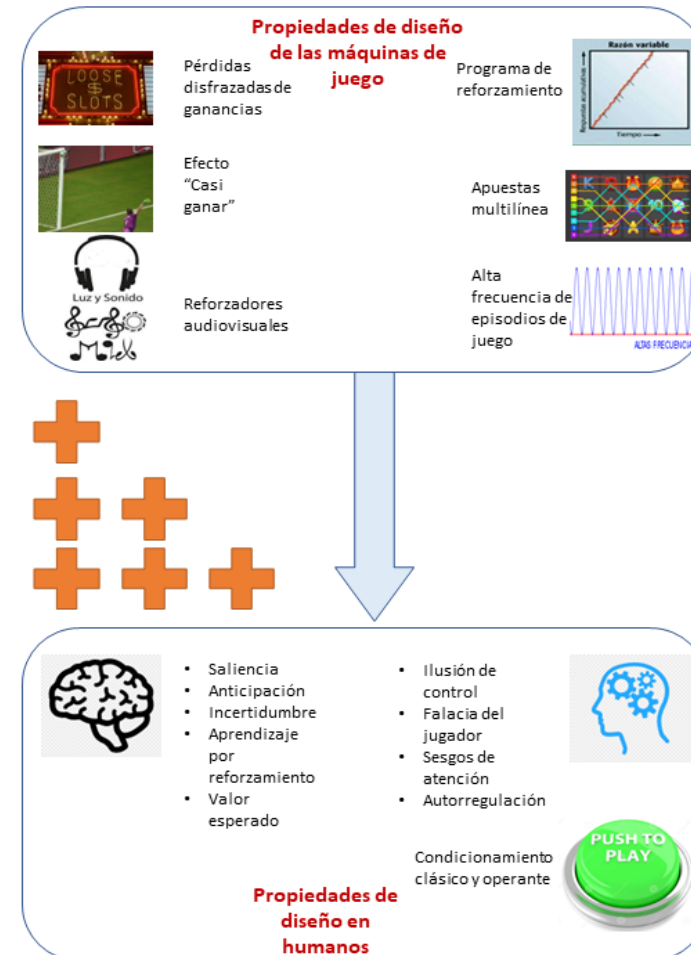 Propiedades de diseño
de las máquinas de
juego
LOOSE
$
SLOTS
Pérdidas
disfrazadas de
ganancias
Programa de
reforzamiento
Razón variable
Respuestas acumulativas
Tiempo
Efecto
“Casi
ganar”
Apuestas
multilínea
Luz y Sonido
Reforzadores
audiovisuales
Alta
frecuencia de
episodios de
juego
ALTAS FRECUENCIA
• Saliencia
• Anticipación
• Incertidumbre
• Aprendizaje
por
reforzamiento
• Valor
esperado
• Ilusión de
control
• Falacia del
jugador
• Sesgos de
atención
• Autorregulación
Condicionamiento
clásico y operante
PUSH TO
PLAY
Propiedades de
diseño en
humanos